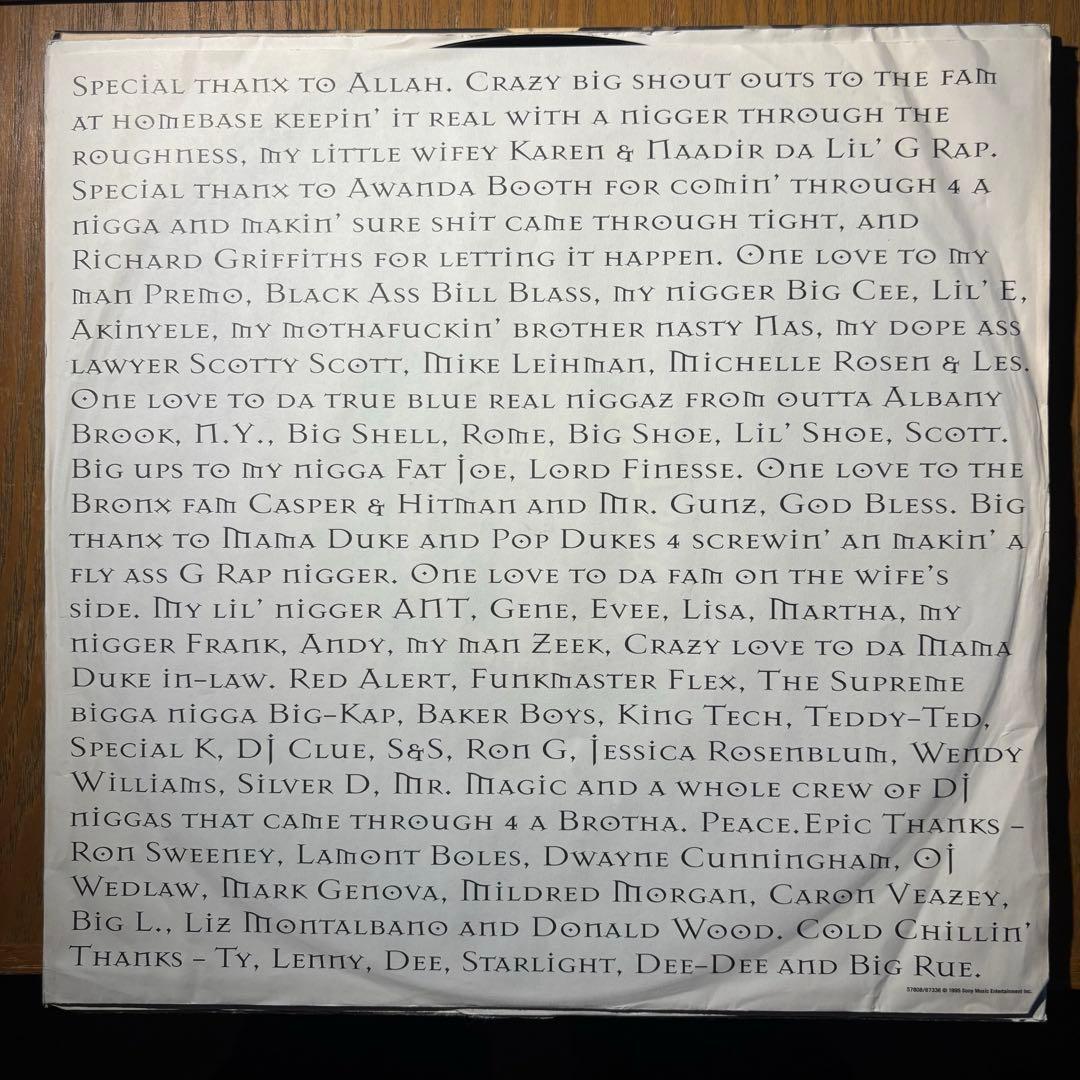 Special thanx to Allah. Crazy big shout outs to the fam
at homebase keepin' it real with a nigger through the
roughness, my little wifey Karen & Naadir da Lil' G Rap.
Special thanx to Awanda Booth for comin' through 4 a
nigga and makin' sure shit came through tight, and
Richard Griffiths for letting it happen. One love to my
man Premo, Black Ass Bill Blass, my nigger Big Cee, Lil' E,
Akinyele, my mothafuckin' brother nasty Nas, my dope ass
lawyer Scotty Scott, Mike Leihman, Michelle Rosen & Les.
One love to da true blue real niggaz from outta Albany
Brook, N.Y., Big Shell, Rome, Big Shoe, Lil' Shoe, Scott.
Big ups to my nigga Fat Joe, Lord Finesse. One love to the
Bronx fam Casper & Hitman and Mr. Gunz, God Bless. Big
thanx to Mama Duke and Pop Dukes 4 screwin' an makin' a
fly ass G Rap nigger. One love to da fam on the wife's
side. My lil' nigger ANT, Gene, Evee, Lisa, Martha, my
nigger Frank, Andy, my man Zeek, Crazy love to da Mama
Duke in-law. Red Alert, Funkmaster Flex, The Supreme
bigga nigga Big-Kap, Baker Boys, King Tech, Teddy-Ted,
Special K, DJ Clue, S&S, Ron G, Jessica Rosenblum, Wendy
Williams, Silver D, Mr. Magic and a whole crew of DJ
niggas that came through 4 a Brotha. Peace.Epic Thanks –
Ron Sweeney, Lamont Boles, Dwayne Cunningham, OJ
Wedlaw, Mark Genova, Mildred Morgan, Caron Veazey,
Big L., Liz Montalbano and Donald Wood. Cold Chillin'
Thanks – Ty, Lenny, Dee, Starlight, Dee-Dee and Big Rue.
57808/67336 © 1995 Sony Music Entertainment Inc.